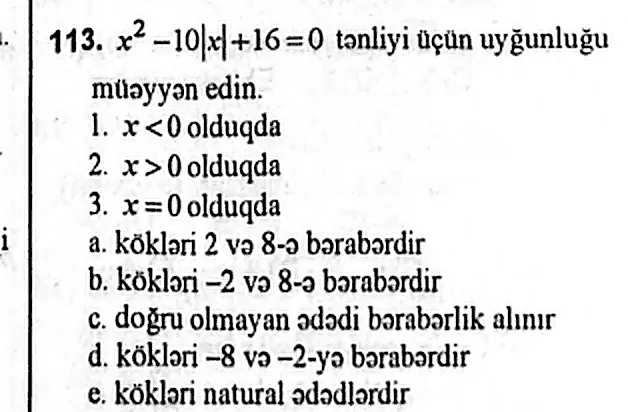 113. x² – 10|x| + 16 = 0 tənliyi üçün uyğunluğu
müəyyən edin.
1. x < 0 olduqda
2. x > 0 olduqda
3. x = 0 olduqda
a. kökləri 2 və 8-ə bərabərdir
b. kökləri –2 və 8-ə bərabərdir
c. doğru olmayan ədədi bərabərlik alınır
d. kökləri –8 və –2-yə bərabərdir
e. kökləri natural ədədlərdir
i